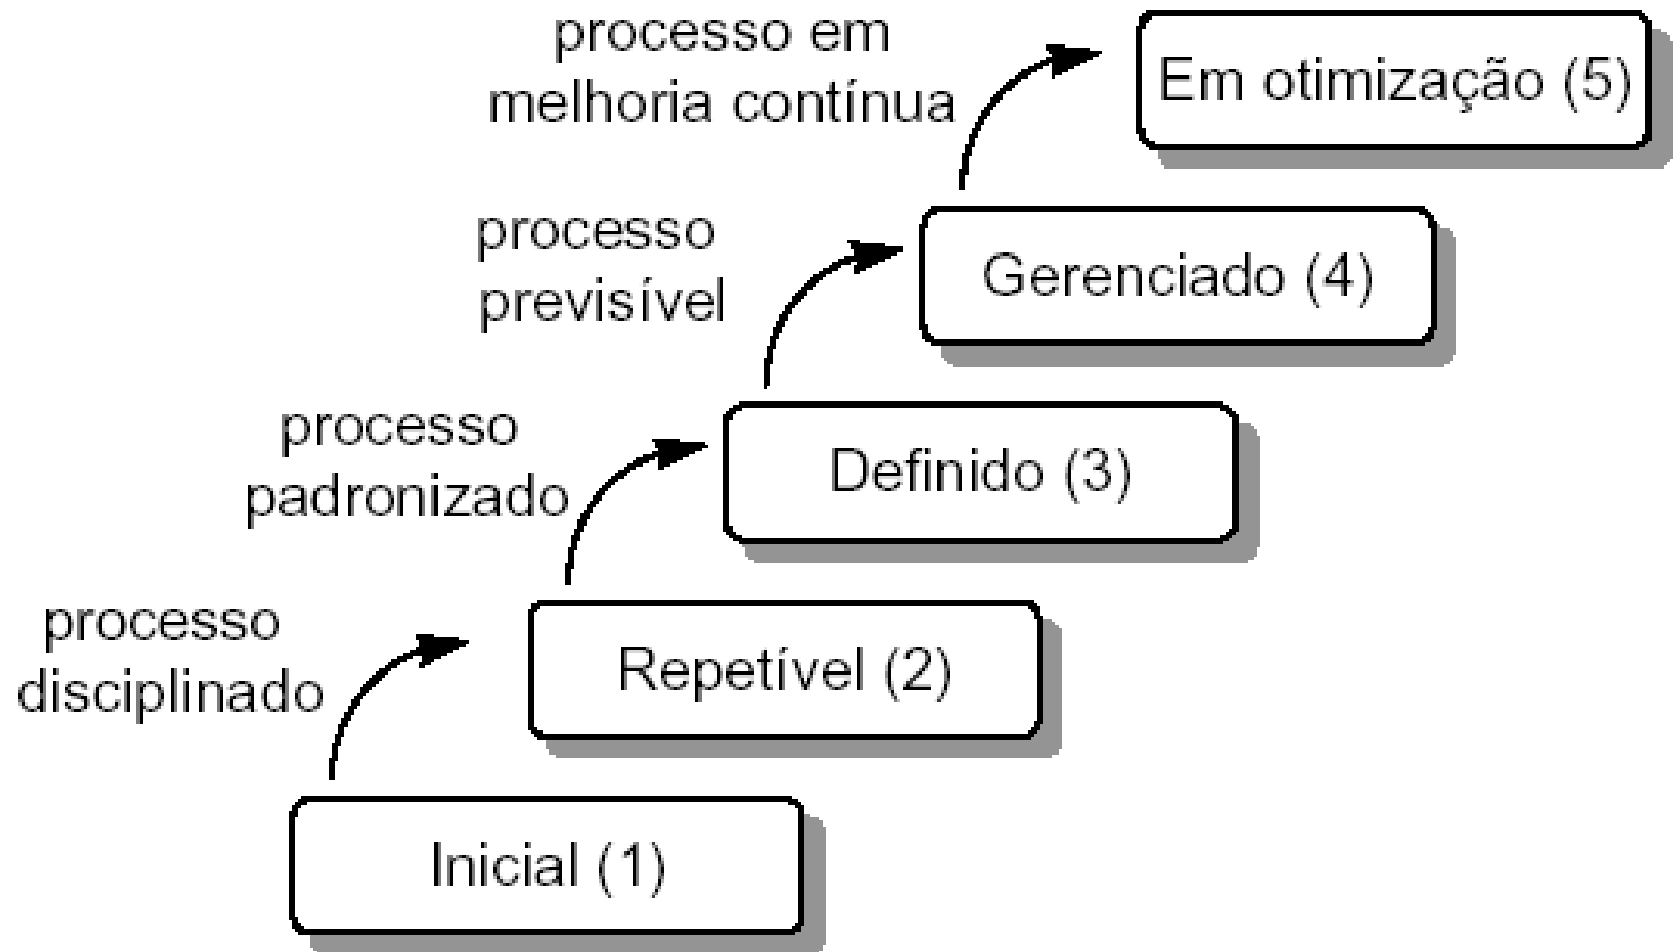 processo em
melhoria contínua
Em otimização (5)
processo
previsível
Gerenciado (4)
processo
padronizado
Definido (3)
processo
disciplinado
Repetível (2)
Inicial (1)